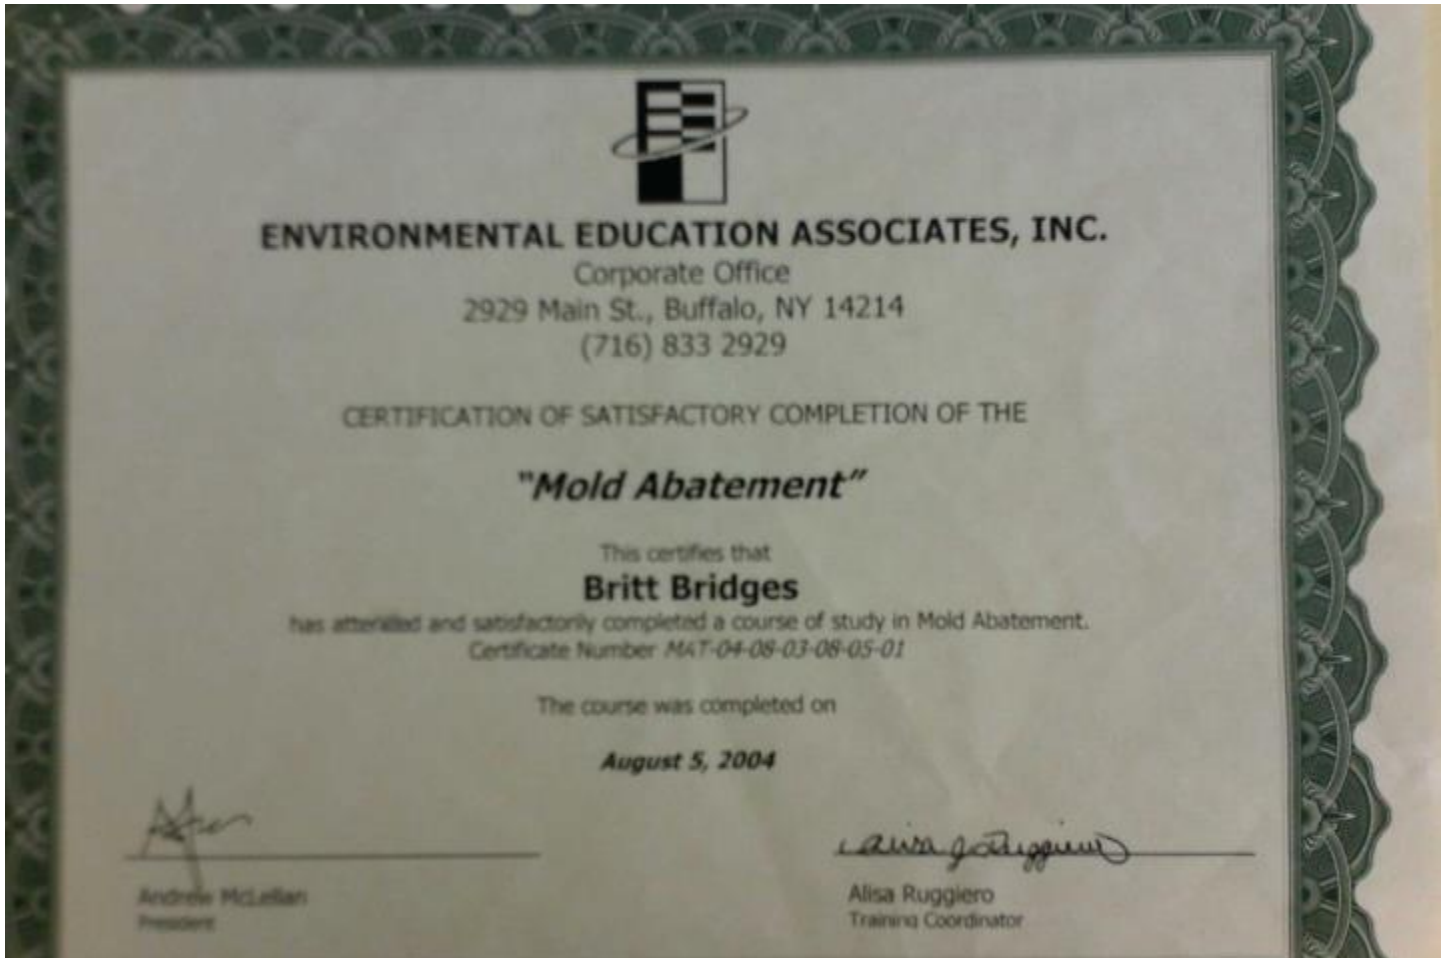 ENVIRONMENTAL EDUCATION ASSOCIATES, INC.
Corporate Office
2929 Main St., Buffalo, NY 14214
(716) 833 2929
CERTIFICATION OF SATISFACTORY COMPLETION OF THE
"Mold Abatement"
This certifies that
Britt Bridges
has attended and satisfactorily completed a course of study in Mold Abatement.
Certificate Number MAT-04-08-03-08-05-01
The course was completed on
August 5, 2004
Alisa J. Ruggiero
Andrew McLellan
President
Alisa Ruggiero
Training Coordinator